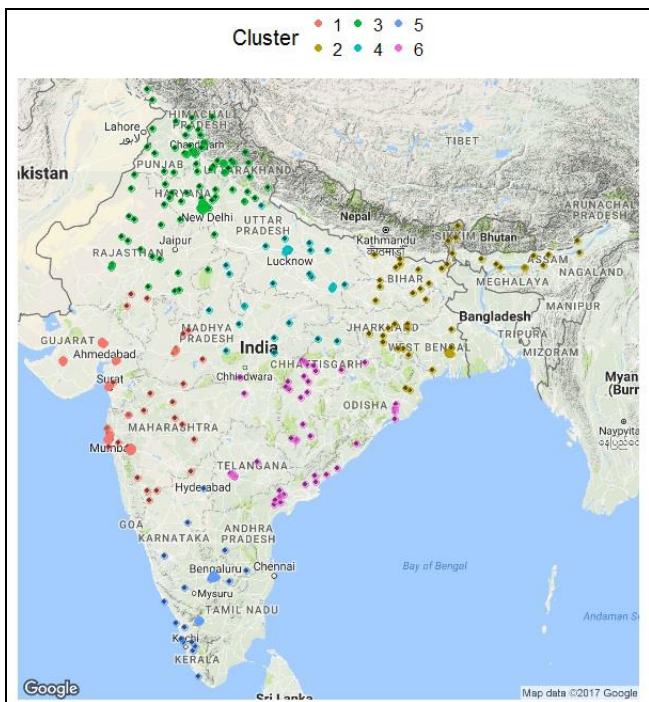 Cluster
1 3 5
2 4 6
Lahore
لاہور
HIMACHAL
PRADESH
Chandigarh
PUNJAB
UTTARAKHAND
TIBET
kistan
HARYANA
New Delhi
ARUNACHAL
PRADESH
Nepal
UTTAR
PRADESH
Kathmandu
काठमाडौं
SIKKIM
Bhutan
ASSAM
NAGALAND
Jaipur
RAJASTHAN
Lucknow
BIHAR
MEGHALAYA
MANIPUR
Bangladesh
GUJARAT
Ahmedabad
MADHYA
PRADESH
India
JHARKHAND
WEST BENGAL
TRIPURA
MIZORAM
Surat
Chhindwara
CHHATTISGARH
Myan
(Burr
MAHARASHTRA
ODISHA
Mumbai
Naypyita
TELANGANA
Hyderabad
GOA
KARNATAKA
ANDHRA
PRADESH
Bengaluru
Chennai
Bay of Bengal
Mysuru
TAMIL NADU
Andaman Se
Kochi
KERALA
Sri Lanka
Google
Map data ©2017 Google